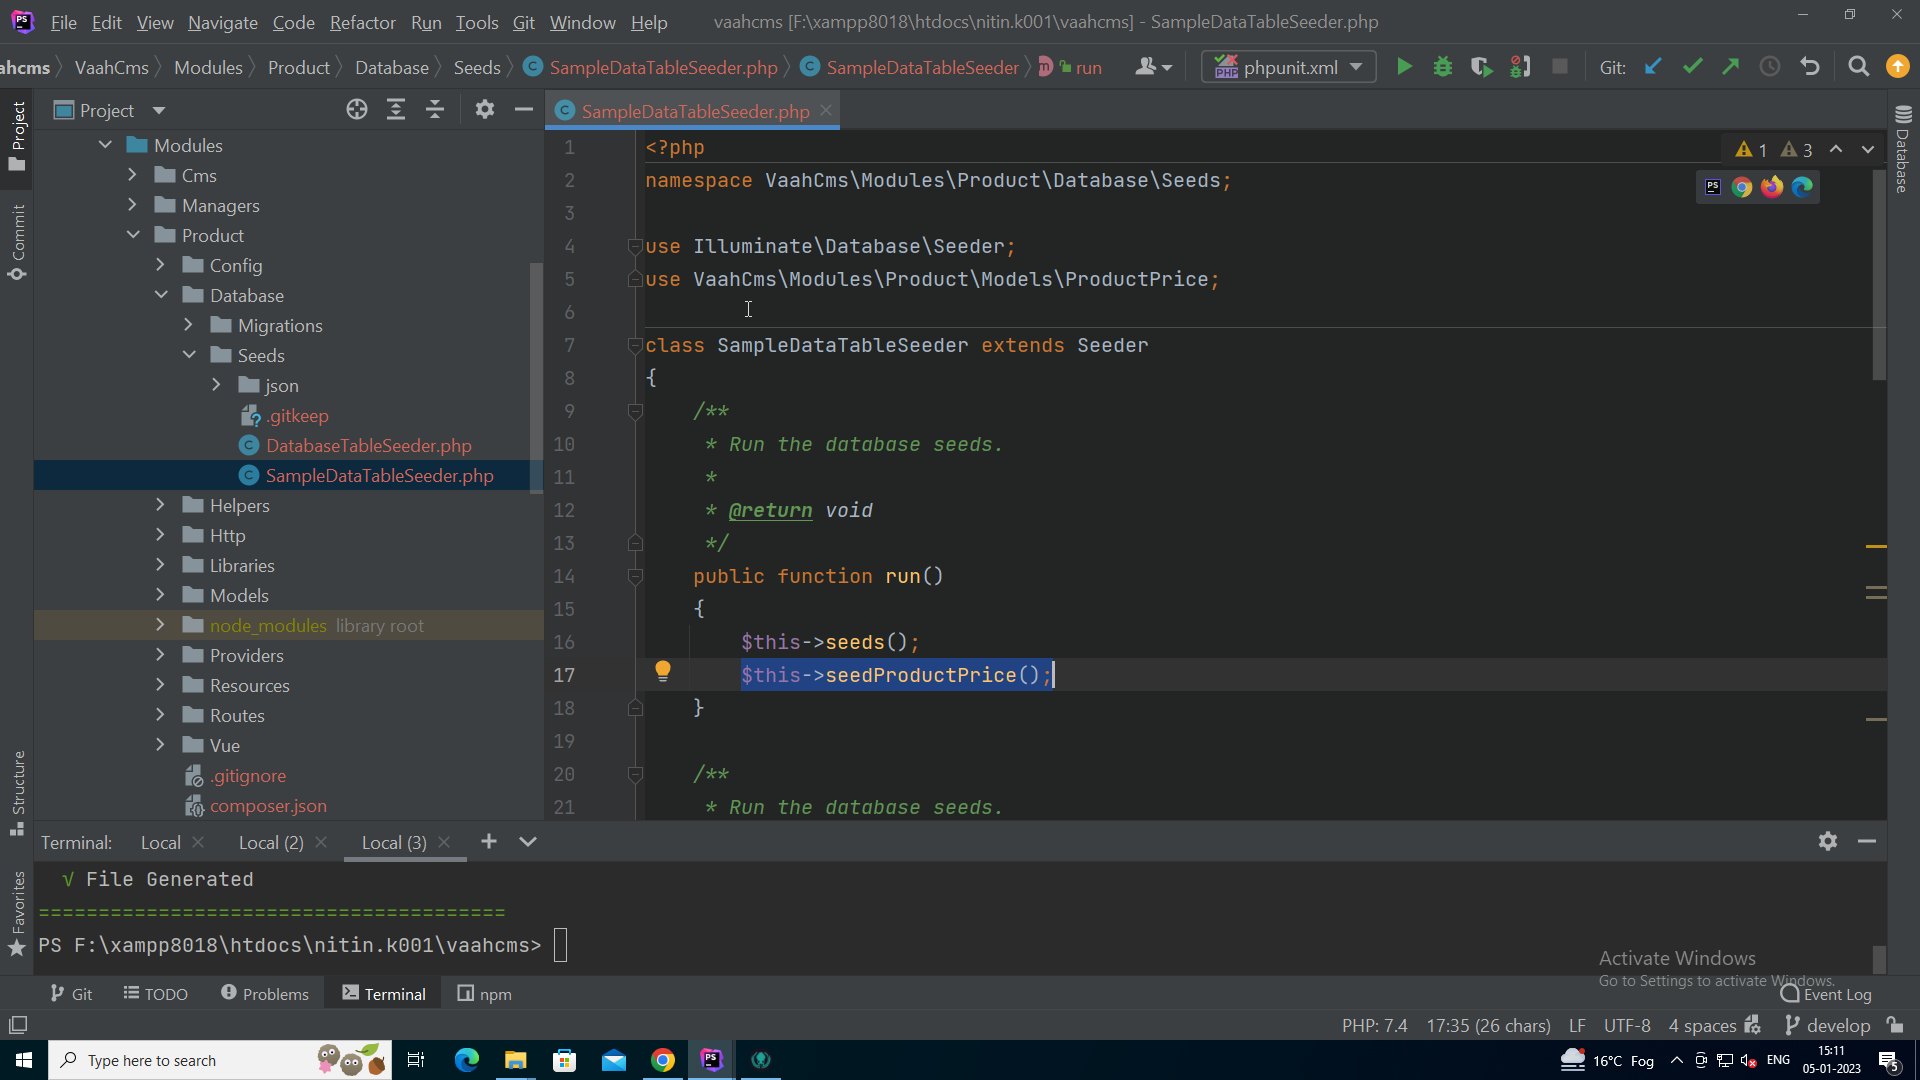 PS File Edit View Navigate Code Refactor Run Tools Git Window Help vaahcms [F:\xampp8018\htdocs\nitin.k001\vaahcms] - SampleDataTableSeeder.php
ahcms VaahCms Modules Product Database Seeds C SampleDataTableSeeder.php C SampleDataTableSeeder m run phpunit.xml Git:
Project
SampleDataTableSeeder.php
Project
Commit
Structure
Favorites
Database
Modules
Cms
Managers
Product
Config
Database
Migrations
Seeds
json
.gitkeep
DatabaseTableSeeder.php
SampleDataTableSeeder.php
Helpers
Http
Libraries
Models
node_modules library root
Providers
Resources
Routes
Vue
.gitignore
composer.json
1 <?php
2 namespace VaahCms\Modules\Product\Database\Seeds;
3
4 use Illuminate\Database\Seeder;
5 use VaahCms\Modules\Product\Models\ProductPrice;
6
7 class SampleDataTableSeeder extends Seeder
8 {
9 /**
10 * Run the database seeds.
11 *
12 * @return void
13 */
14 public function run()
15 {
16 $this->seeds();
17 $this->seedProductPrice();
18 }
19
20 /**
21 * Run the database seeds.
1 3
Terminal: Local Local (2) Local (3)
√ File Generated
=======================================
PS F:\xampp8018\htdocs\nitin.k001\vaahcms>
Activate Windows
Go to Settings to activate Windows.
Git TODO Problems Terminal npm Event Log
PHP: 7.4 17:35 (26 chars) LF UTF-8 4 spaces develop
Type here to search
16°C Fog ENG
15:11
05-01-2023
5